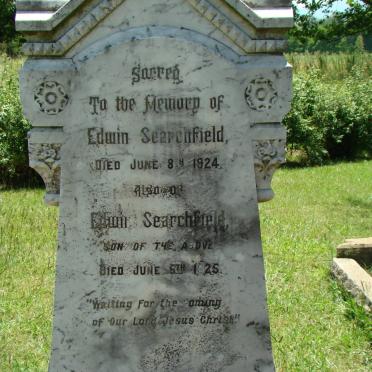 Sacred
To the Memory of
Edwin Searchfield,
Died June 8TH 1924.
Also of
Edwin Searchfield,
Son of the above
Died June 5TH 1925.
"Waiting for the coming
of Our Lord Jesus Christ"